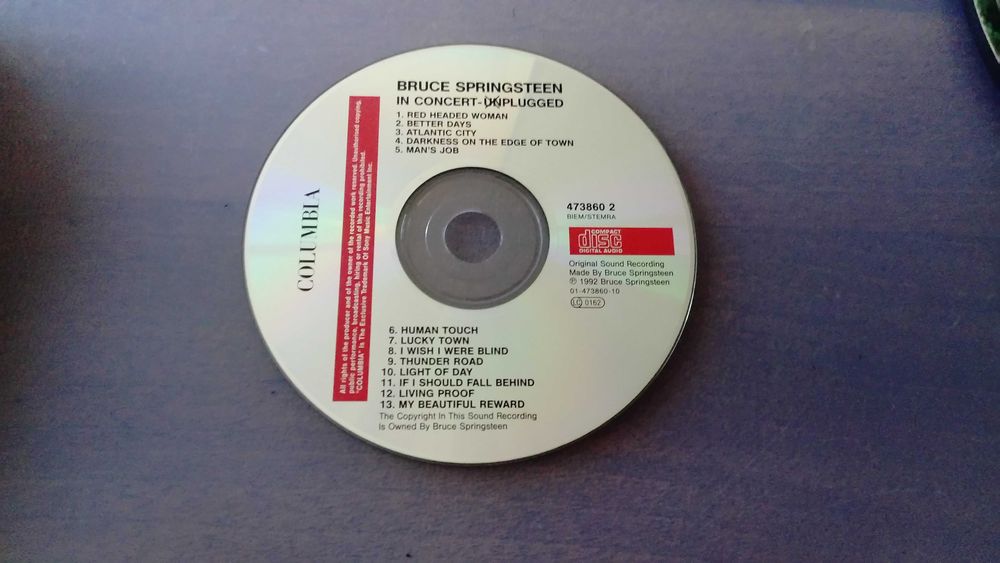 BRUCE SPRINGSTEEN
IN CONCERT-UNPLUGGED
1. RED HEADED WOMAN
2. BETTER DAYS
3. ATLANTIC CITY
4. DARKNESS ON THE EDGE OF TOWN
5. MAN'S JOB
COLUMBIA
All rights of the producer and of the owner of the recorded work reserved. Unauthorised copying,
public performance, broadcasting, hiring or rental of this recording prohibited.
"COLUMBIA" Is The Exclusive Trademark Of Sony Music Entertainment Inc.
473860 2
BIEM/STEMRA
COMPACT
disc
DIGITAL AUDIO
Original Sound Recording
Made By Bruce Springsteen
℗ 1992 Bruce Springsteen
01-473860-10
LC 0162
6. HUMAN TOUCH
7. LUCKY TOWN
8. I WISH I WERE BLIND
9. THUNDER ROAD
10. LIGHT OF DAY
11. IF I SHOULD FALL BEHIND
12. LIVING PROOF
13. MY BEAUTIFUL REWARD
The Copyright In This Sound Recording
Is Owned By Bruce Springsteen